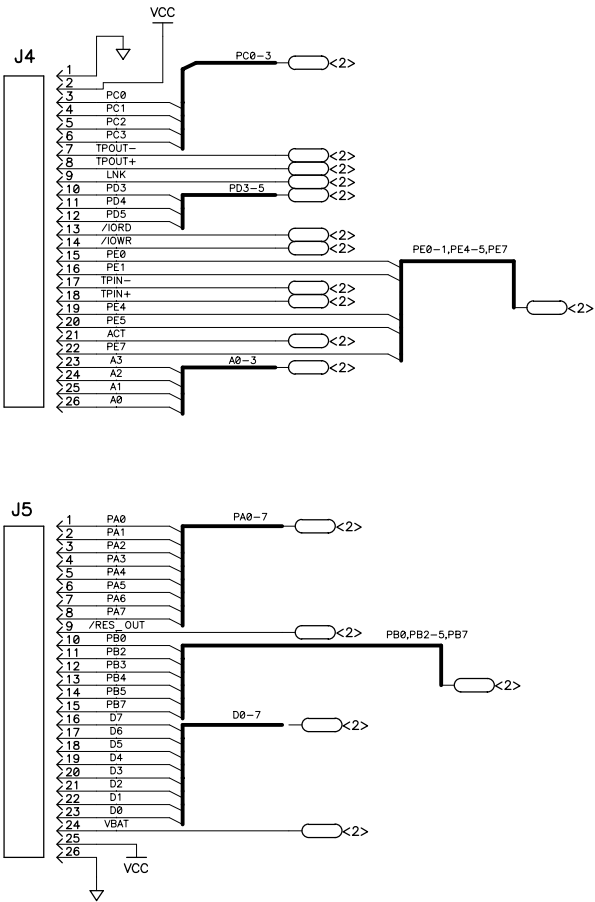 VCC
J4
PC0-3
<2>
1
2
3 PC0
4 PC1
5 PC2
6 PC3
7 TPOUT- <2>
8 TPOUT+ <2>
9 LNK <2>
10 PD3 PD3-5 <2>
11 PD4
12 PD5
13 /IORD <2>
14 /IOWR <2>
15 PE0 PE0-1,PE4-5,PE7
16 PE1
17 TPIN- <2>
18 TPIN+ <2>
<2>
19 PE4
20 PE5
21 ACT <2>
22 PE7
23 A3 A0-3 <2>
24 A2
25 A1
26 A0
J5
1 PA0 PA0-7 <2>
2 PA1
3 PA2
4 PA3
5 PA4
6 PA5
7 PA6
8 PA7
9 /RES_OUT <2>
10 PB0 PB0,PB2-5,PB7
11 PB2
12 PB3
13 PB4 <2>
14 PB5
15 PB7
16 D7 D0-7 <2>
17 D6
18 D5
19 D4
20 D3
21 D2
22 D1
23 D0
24 VBAT <2>
25
26
VCC